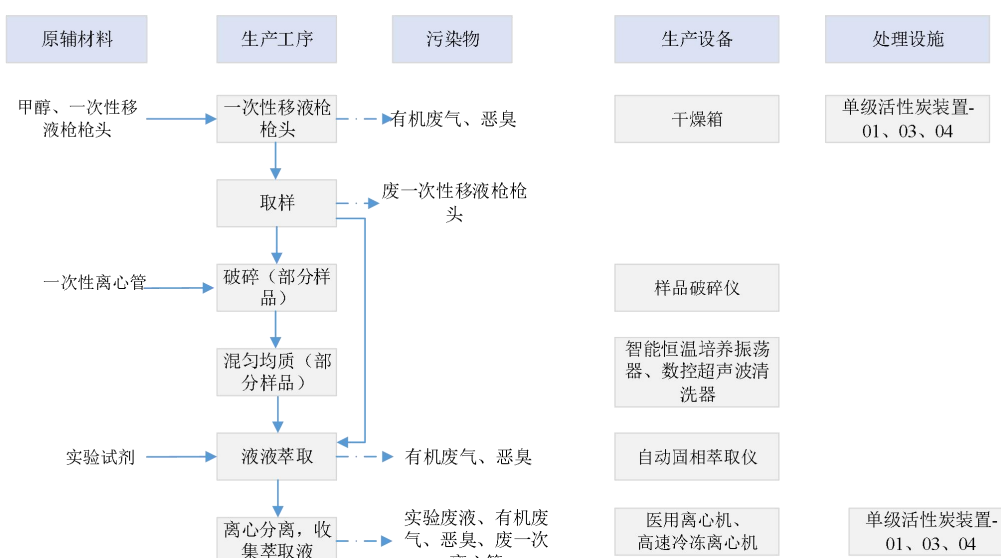 原辅材料
生产工序
污染物
生产设备
处理设施
甲醇、一次性移
液枪枪头
一次性移液枪
枪头
有机废气、恶臭
干燥箱
单级活性炭装置-
01、03、04
取样
废一次性移液枪枪
头
一次性离心管
破碎（部分样
品）
样品破碎仪
混匀均质（部
分样品）
智能恒温培养振荡
器、数控超声波清
洗器
实验试剂
液液萃取
有机废气、恶臭
自动固相萃取仪
离心分离，收
集萃取液
实验废液、有机废
气、恶臭、废一次
医用离心机、
高速冷冻离心机
单级活性炭装置-
01、03、04